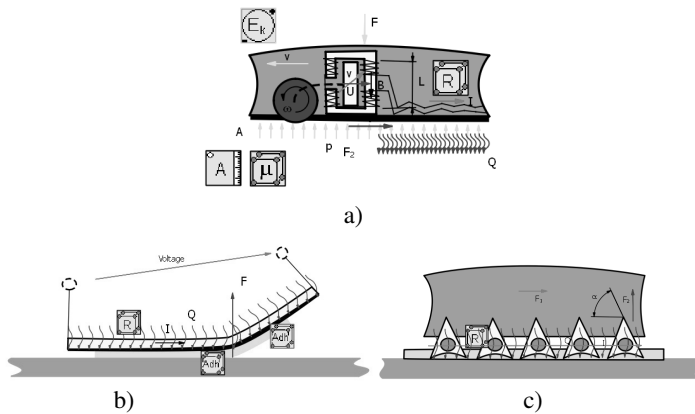 Ek
F
v
L
R
v
U
B
I
ω
A
p
F2
Q
A
μ
a)
Voltage
F
R
Q
I
Adh
Adh
b)
F1
α
F2
R
c)